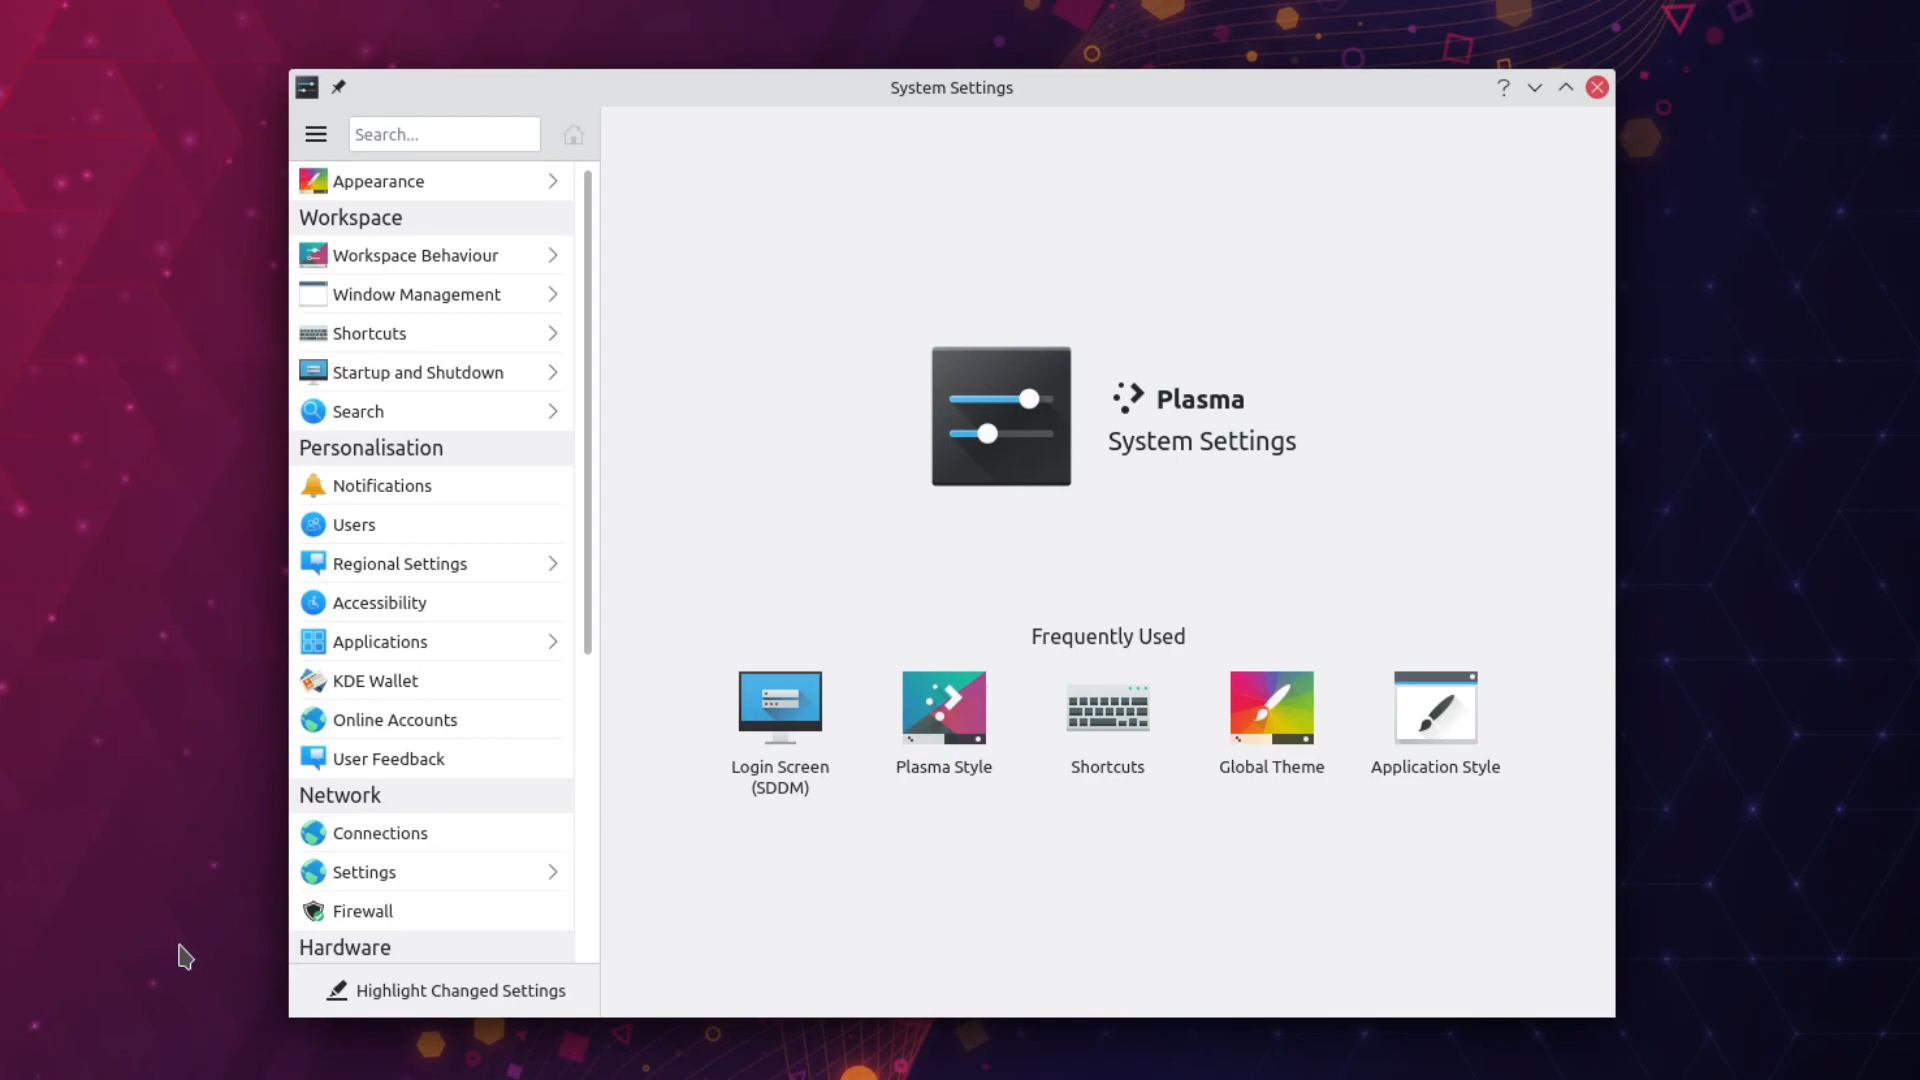 System Settings
?
Search...
Appearance
Workspace
Workspace Behaviour
Window Management
Shortcuts
Startup and Shutdown
Search
Personalisation
Notifications
Users
Regional Settings
Accessibility
Applications
KDE Wallet
Online Accounts
User Feedback
Network
Connections
Settings
Firewall
Hardware
Highlight Changed Settings
Plasma
System Settings
Frequently Used
Login Screen
(SDDM)
Plasma Style
Shortcuts
Global Theme
Application Style